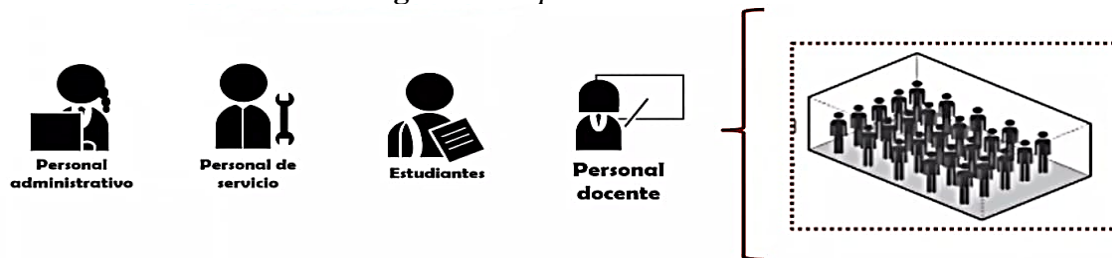 Personal
administrativo
Personal de
servicio
Estudiantes
Personal
docente